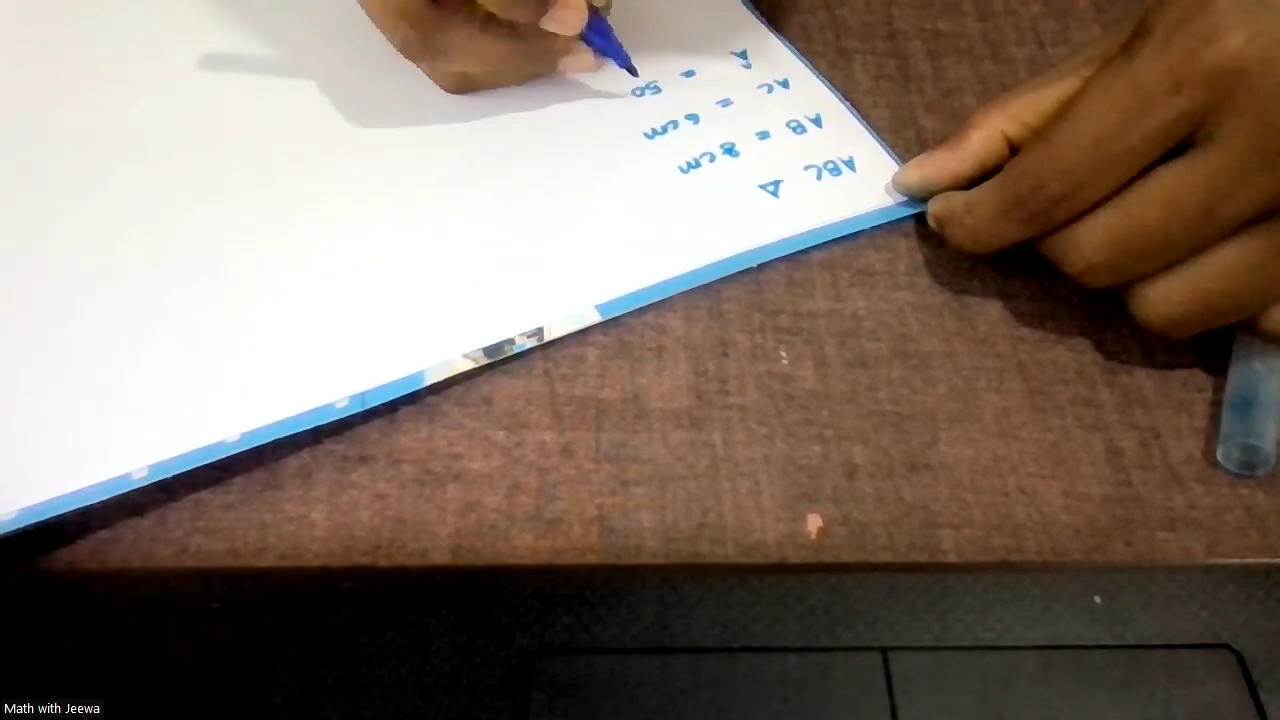 ABC △
AB = 8cm
AC = 6cm
Â = 50
Math with Jeewa